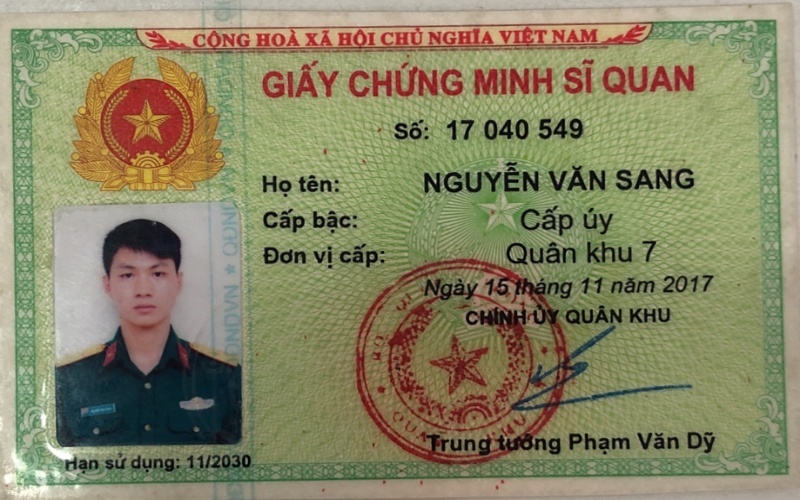 CỘNG HOÀ XÃ HỘI CHỦ NGHĨA VIỆT NAM
GIẤY CHỨNG MINH SĨ QUAN
Số: 17 040 549
Họ tên: NGUYỄN VĂN SANG
Cấp bậc: Cấp úy
Đơn vị cấp: Quân khu 7
Ngày 15 tháng 11 năm 2017
CHÍNH ỦY QUÂN KHU
Trung tướng Phạm Văn Dỹ
Hạn sử dụng: 11/2030
QĐNDVN ★ QĐNDVN